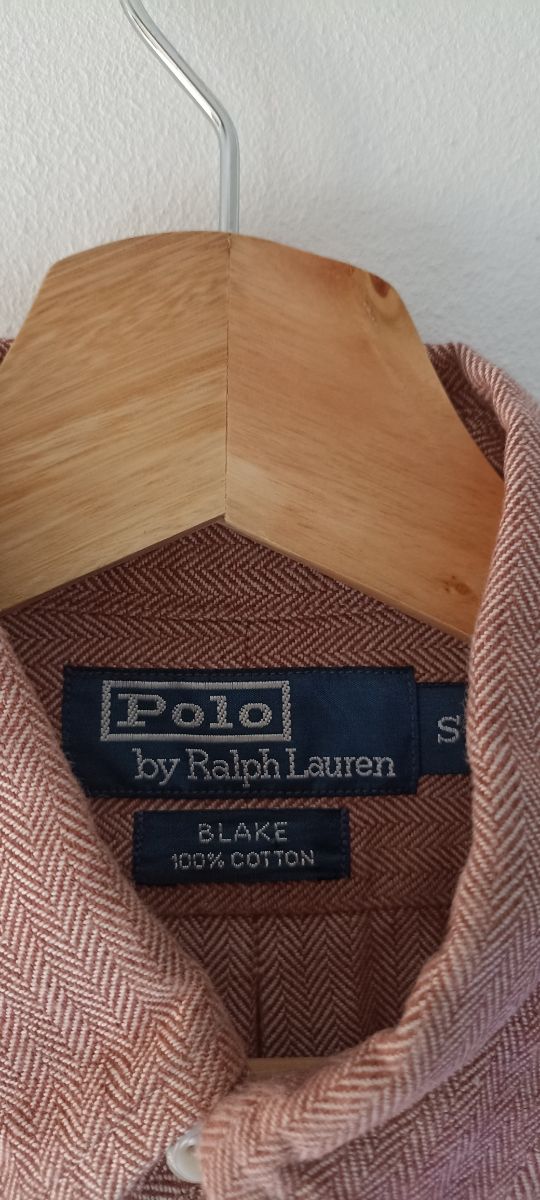 Polo
by Ralph Lauren
S
BLAKE
100% COTTON